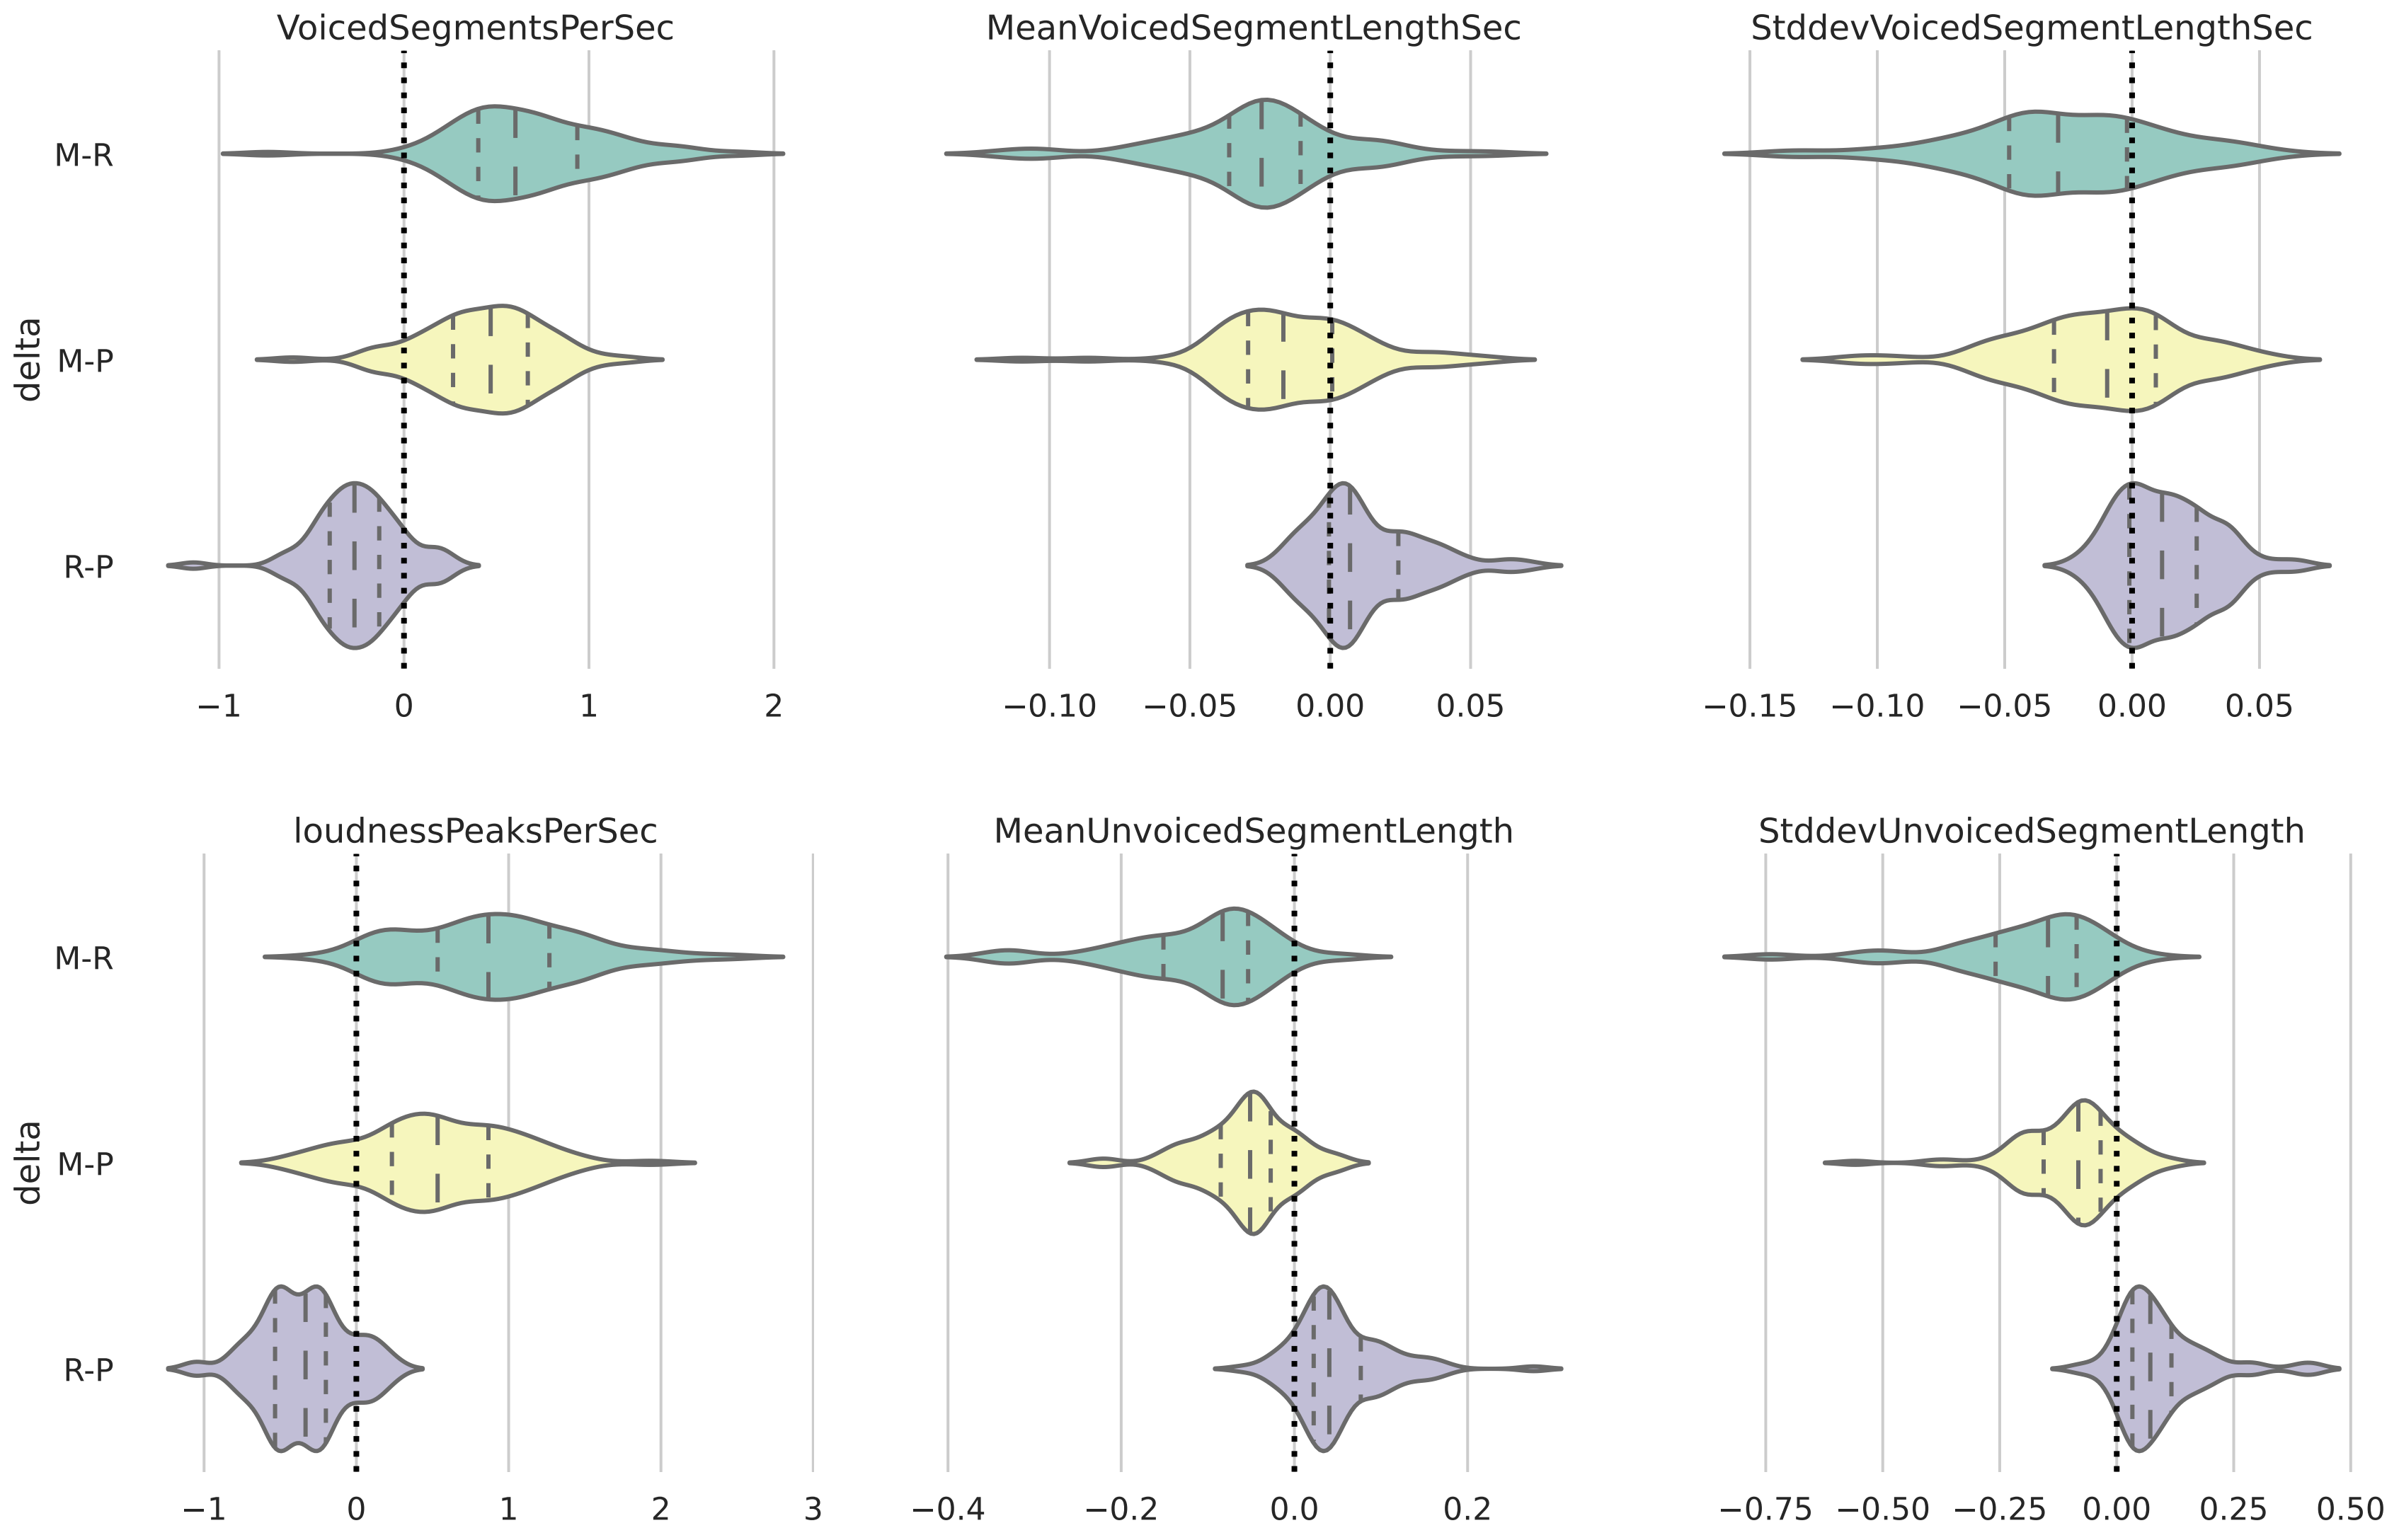 VoicedSegmentsPerSec MeanVoicedSegmentLengthSec StddevVoicedSegmentLengthSec
M-R
M-P
R-P
delta
−1 0 1 2 −0.10 −0.05 0.00 0.05 −0.15 −0.10 −0.05 0.00 0.05
loudnessPeaksPerSec MeanUnvoicedSegmentLength StddevUnvoicedSegmentLength
M-R
M-P
R-P
delta
−1 0 1 2 3 −0.4 −0.2 0.0 0.2 −0.75 −0.50 −0.25 0.00 0.25 0.50